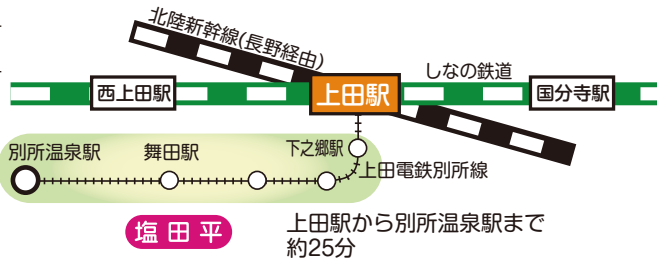 北陸新幹線(長野経由)
しなの鉄道
西上田駅
上田駅
国分寺駅
別所温泉駅
舞田駅
下之郷駅
上田電鉄別所線
塩田平
上田駅から別所温泉駅まで
約25分